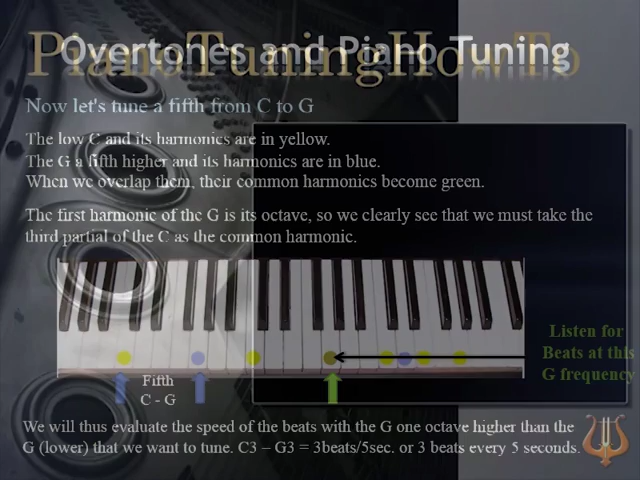 PianoTuningHowTo
Overtones and Piano Tuning
Now let's tune a fifth from C to G
The low C and its harmonics are in yellow.
The G a fifth higher and its harmonics are in blue.
When we overlap them, their common harmonics become green.
The first harmonic of the G is its octave, so we clearly see that we must take the
third partial of the C as the common harmonic.
Listen for
Beats at this
G frequency
Fifth
C - G
We will thus evaluate the speed of the beats with the G one octave higher than the
G (lower) that we want to tune. C3 – G3 = 3beats/5sec. or 3 beats every 5 seconds.